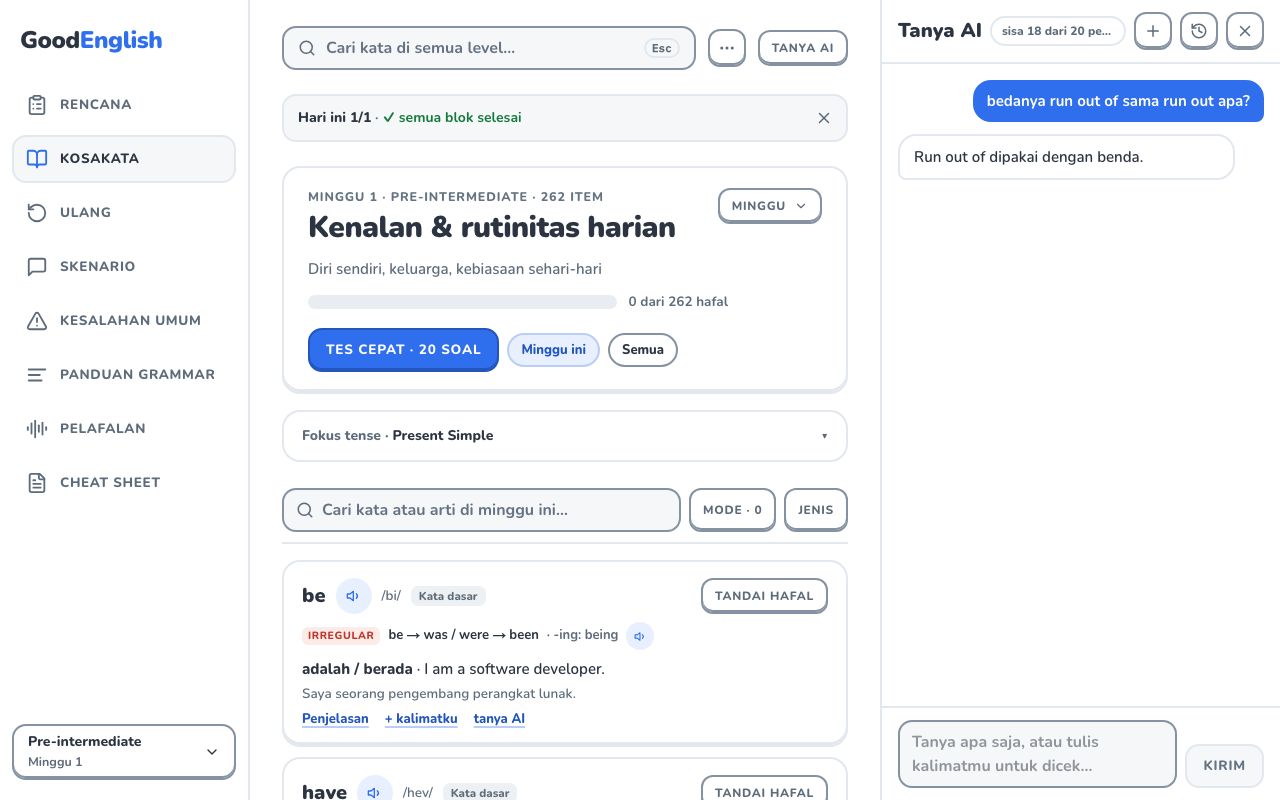 GoodEnglish
RENCANA
KOSAKATA
ULANG
SKENARIO
KESALAHAN UMUM
PANDUAN GRAMMAR
PELAFALAN
CHEAT SHEET
Pre-intermediate
Minggu 1
Cari kata di semua level...
Esc
TANYA AI
Hari ini 1/1 · ✓ semua blok selesai
MINGGU 1 · PRE-INTERMEDIATE · 262 ITEM
MINGGU
Kenalan & rutinitas harian
Diri sendiri, keluarga, kebiasaan sehari-hari
0 dari 262 hafal
TES CEPAT · 20 SOAL
Minggu ini
Semua
Fokus tense · Present Simple
Cari kata atau arti di minggu ini...
MODE · 0
JENIS
be /bi/ Kata dasar
TANDAI HAFAL
IRREGULAR be → was / were → been · -ing: being
adalah / berada · I am a software developer.
Saya seorang pengembang perangkat lunak.
Penjelasan + kalimatku tanya AI
have /hev/ Kata dasar
TANDAI HAFAL
Tanya AI
sisa 18 dari 20 pe...
bedanya run out of sama run out apa?
Run out of dipakai dengan benda.
Tanya apa saja, atau tulis
kalimatmu untuk dicek...
KIRIM